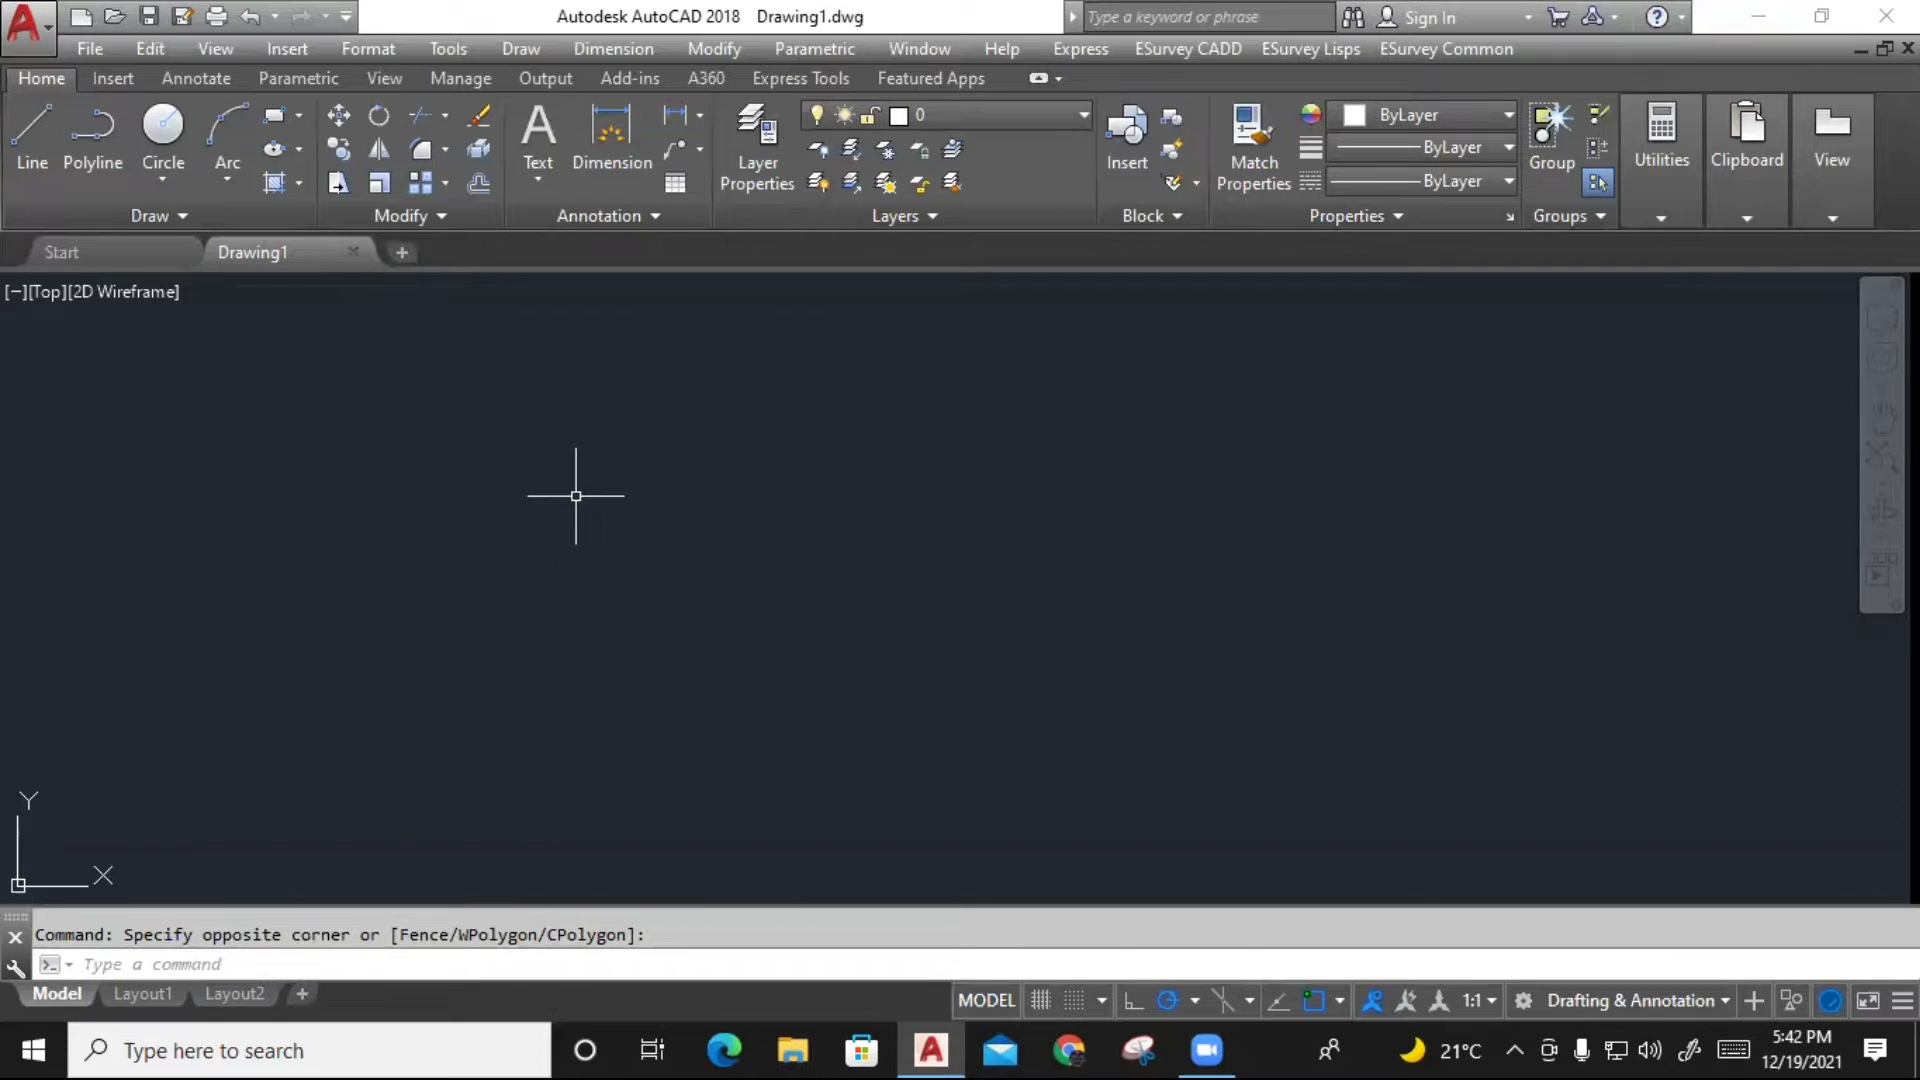 Autodesk AutoCAD 2018 Drawing1.dwg
Type a keyword or phrase
Sign In
File Edit View Insert Format Tools Draw Dimension Modify Parametric Window Help Express ESurvey CADD ESurvey Lisps ESurvey Common
Home Insert Annotate Parametric View Manage Output Add-ins A360 Express Tools Featured Apps
0
ByLayer
ByLayer
ByLayer
Line Polyline Circle Arc
Text Dimension
Layer Properties
Insert
Match Properties
Group
Utilities
Clipboard
View
Draw Modify Annotation Layers Block Properties Groups
Start Drawing1
[−][Top][2D Wireframe]
Y
X
Command: Specify opposite corner or [Fence/WPolygon/CPolygon]:
Type a command
Model Layout1 Layout2
MODEL 1:1 Drafting & Annotation
Type here to search
21°C
5:42 PM
12/19/2021